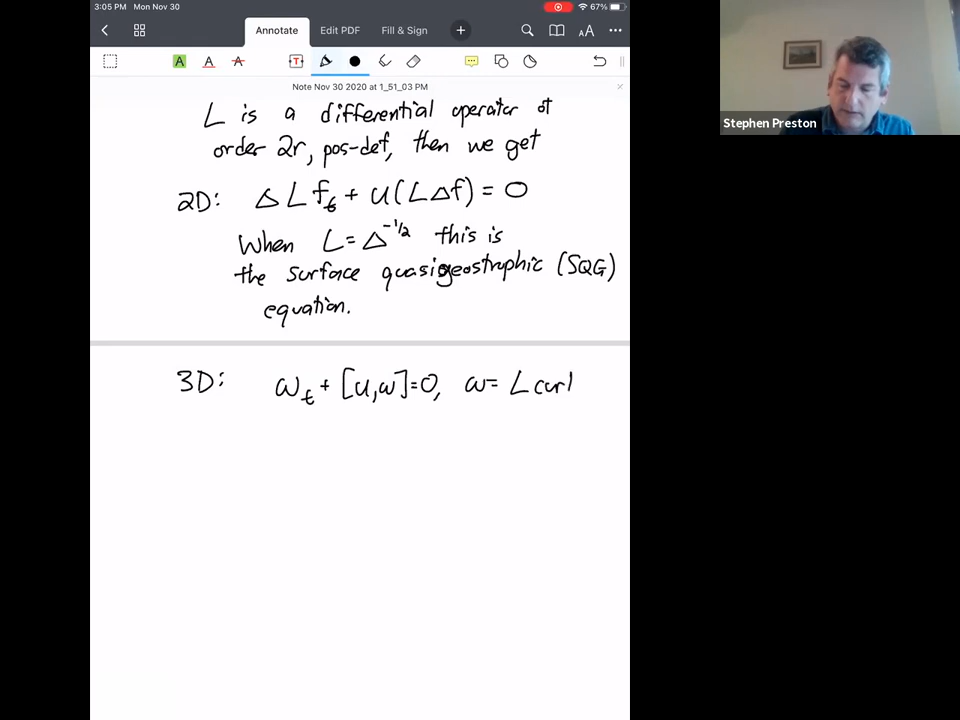 3:05 PM Mon Nov 30
67%
Annotate
Edit PDF
Fill & Sign
AA
A A A T
Note Nov 30 2020 at 1_51_03 PM
L is a differential operator of
order 2r, pos-def, then we get
2D: Δ L f_t + u(LΔf) = 0
When L = Δ^{-1/2} this is
the surface quasigeostrophic (SQG)
equation.
3D: ω_t + [u,ω]=0, ω = L curl
Stephen Preston